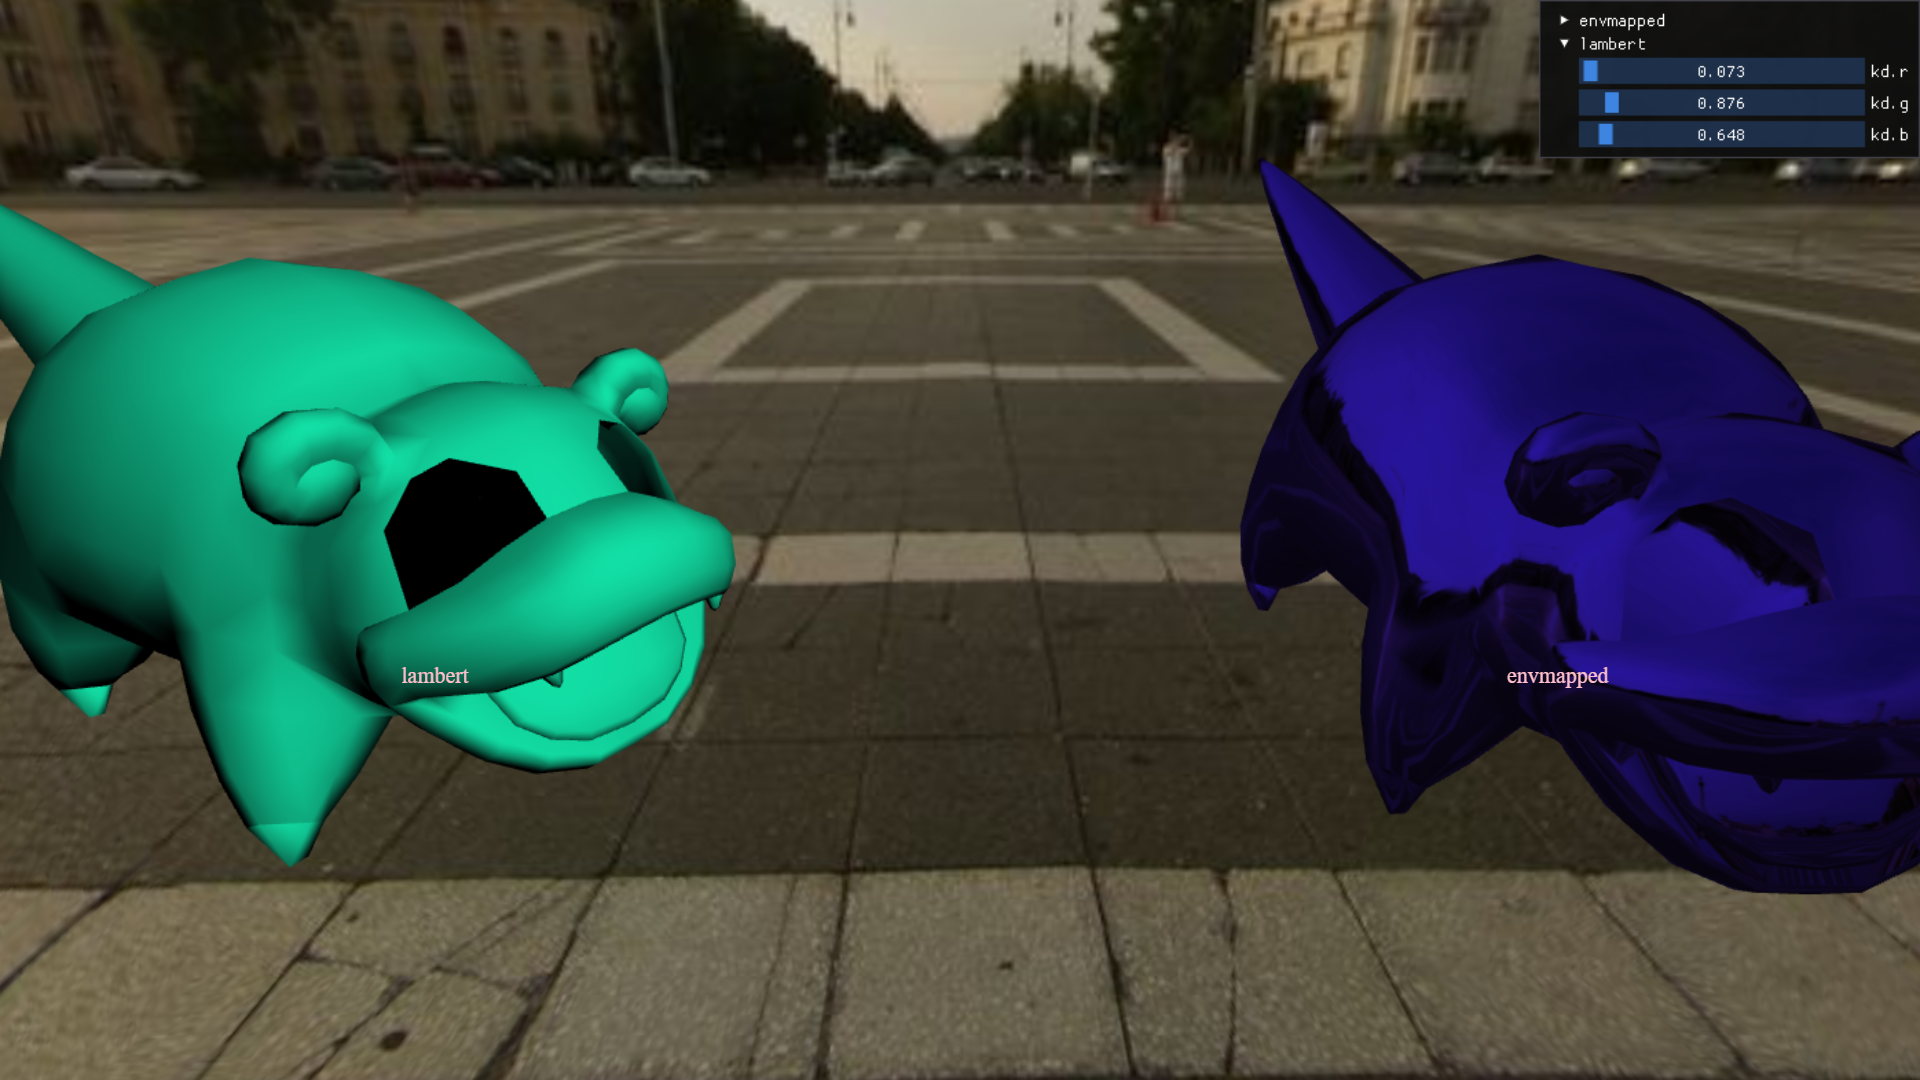 envmapped
lambert
0.073 kd.r
0.876 kd.g
0.648 kd.b
lambert
envmapped